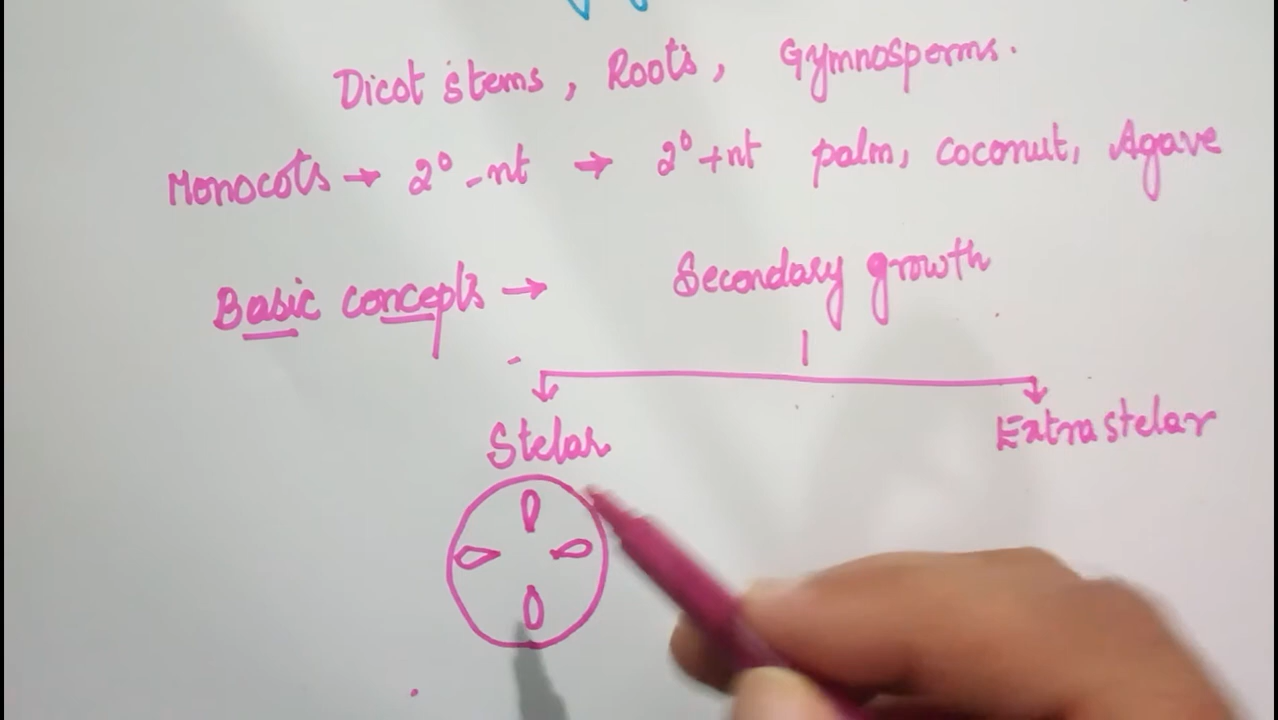 Dicot stems, Roots, Gymnosperms.
Monocots → 2° -nt → 2° +nt palm, coconut, Agave
Basic concepts → Secondary growth
Stelar Extrastelar